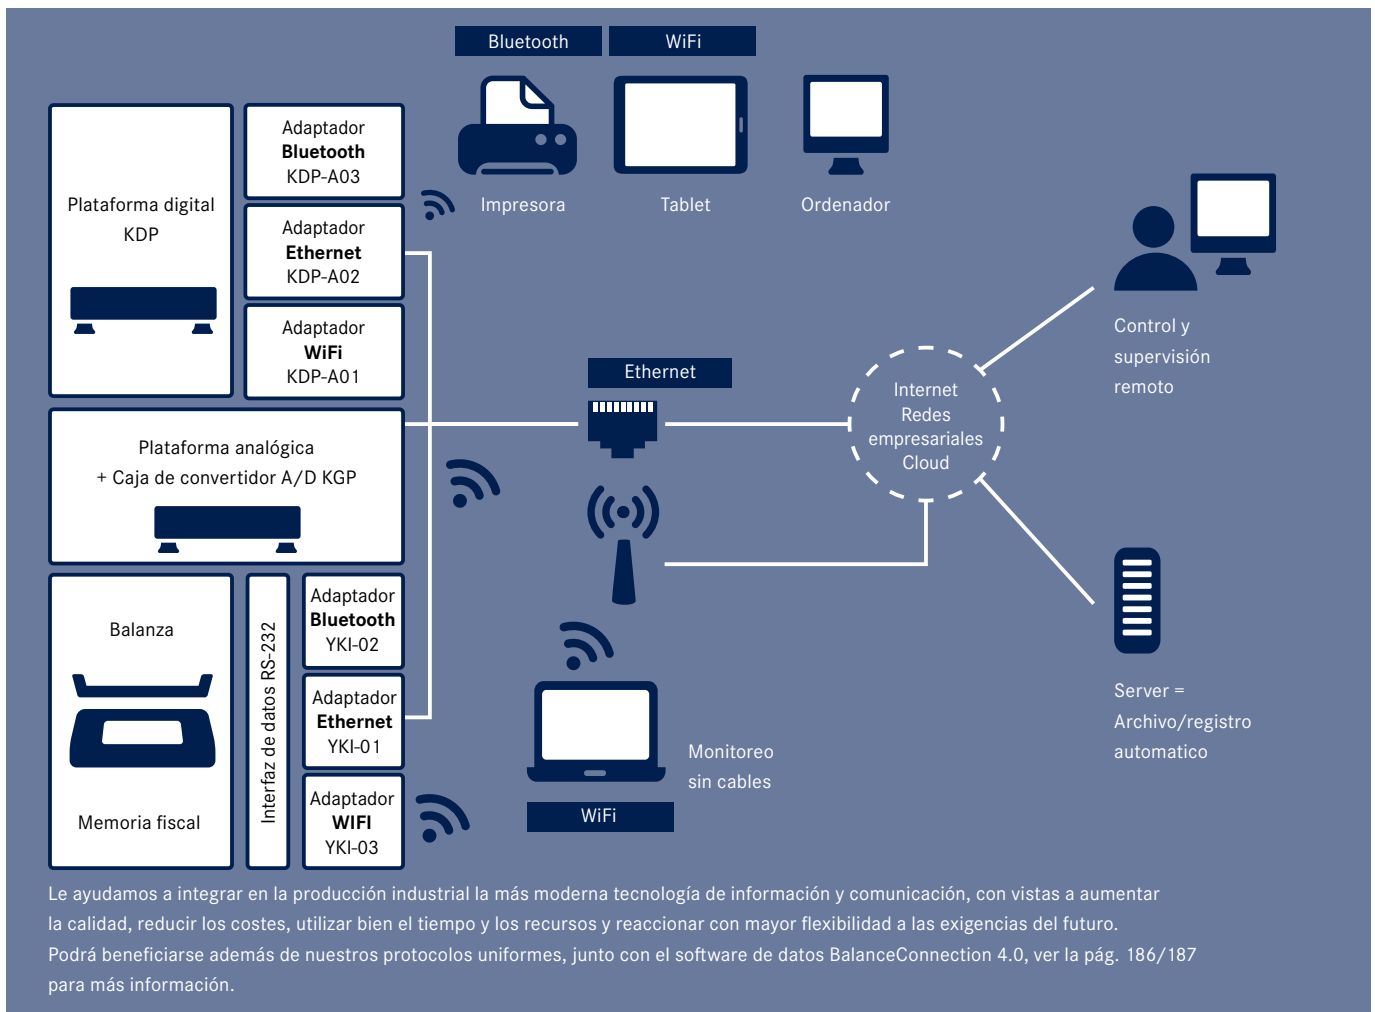 Bluetooth
WiFi
Impresora
Tablet
Ordenador
Plataforma digital
KDP
Adaptador
Bluetooth
KDP-A03
Adaptador
Ethernet
KDP-A02
Adaptador
WiFi
KDP-A01
Plataforma analógica
+ Caja de convertidor A/D KGP
Balanza
Memoria fiscal
Interfaz de datos RS-232
Adaptador
Bluetooth
YKI-02
Adaptador
Ethernet
YKI-01
Adaptador
WIFI
YKI-03
Ethernet
Internet
Redes
empresariales
Cloud
Control y
supervisión
remoto
Server =
Archivo/registro
automatico
Monitoreo
sin cables
WiFi
Le ayudamos a integrar en la producción industrial la más moderna tecnología de información y comunicación, con vistas a aumentar
la calidad, reducir los costes, utilizar bien el tiempo y los recursos y reaccionar con mayor flexibilidad a las exigencias del futuro.
Podrá beneficiarse además de nuestros protocolos uniformes, junto con el software de datos BalanceConnection 4.0, ver la pág. 186/187
para más información.